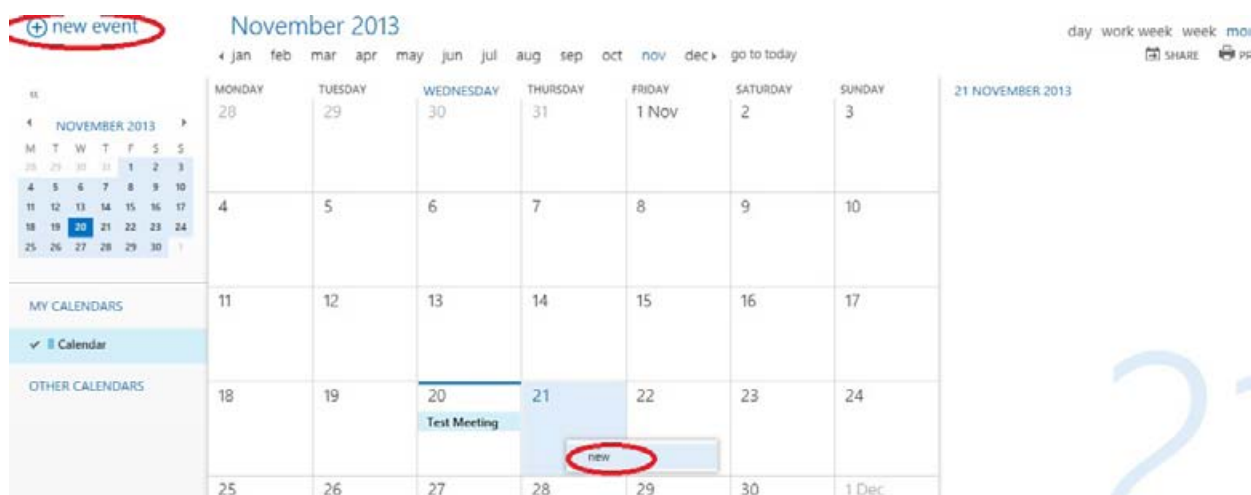 new event
November 2013
day work week week mon
jan feb mar apr may jun jul aug sep oct nov dec go to today
SHARE PR
MONDAY TUESDAY WEDNESDAY THURSDAY FRIDAY SATURDAY SUNDAY
28 29 30 31 1 Nov 2 3
21 NOVEMBER 2013
NOVEMBER 2013
M T W T F S S
28 29 30 31 1 2 3
4 5 6 7 8 9 10
11 12 13 14 15 16 17
18 19 20 21 22 23 24
25 26 27 28 29 30 1
4 5 6 7 8 9 10
MY CALENDARS
Calendar
OTHER CALENDARS
11 12 13 14 15 16 17
18 19 20 21 22 23 24
Test Meeting
new
25 26 27 28 29 30 1 Dec
21